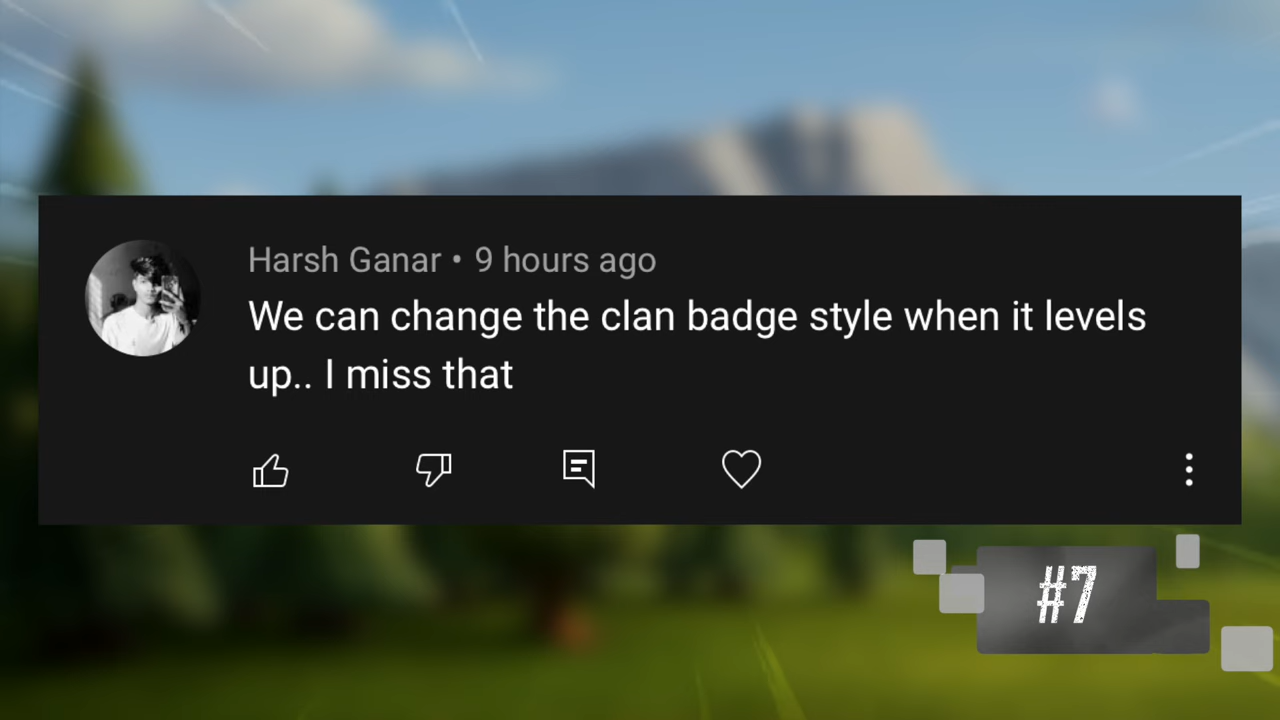 Harsh Ganar • 9 hours ago
We can change the clan badge style when it levels
up.. I miss that
#7